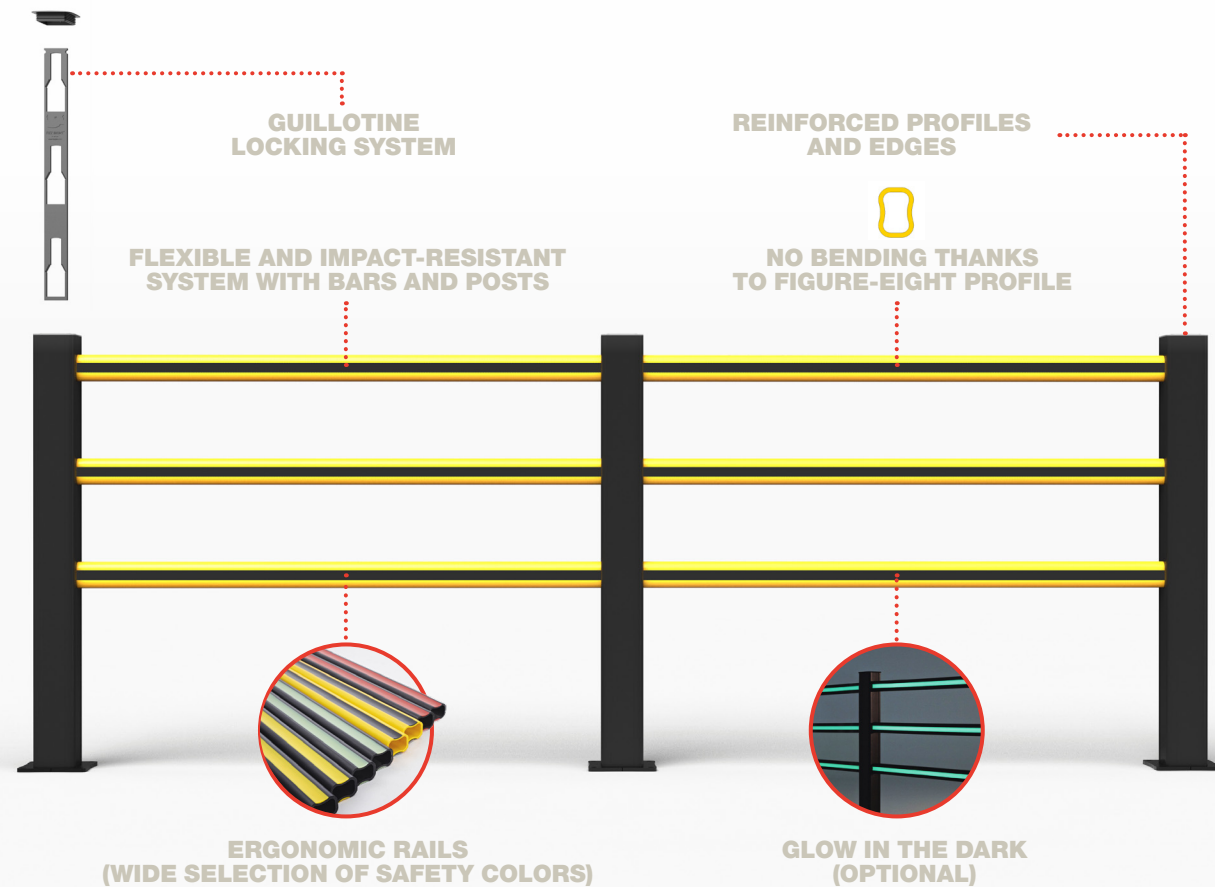 GUILLOTINE
LOCKING SYSTEM
REINFORCED PROFILES
AND EDGES
FLEXIBLE AND IMPACT-RESISTANT
SYSTEM WITH BARS AND POSTS
NO BENDING THANKS
TO FIGURE-EIGHT PROFILE
ERGONOMIC RAILS
(WIDE SELECTION OF SAFETY COLORS)
GLOW IN THE DARK
(OPTIONAL)